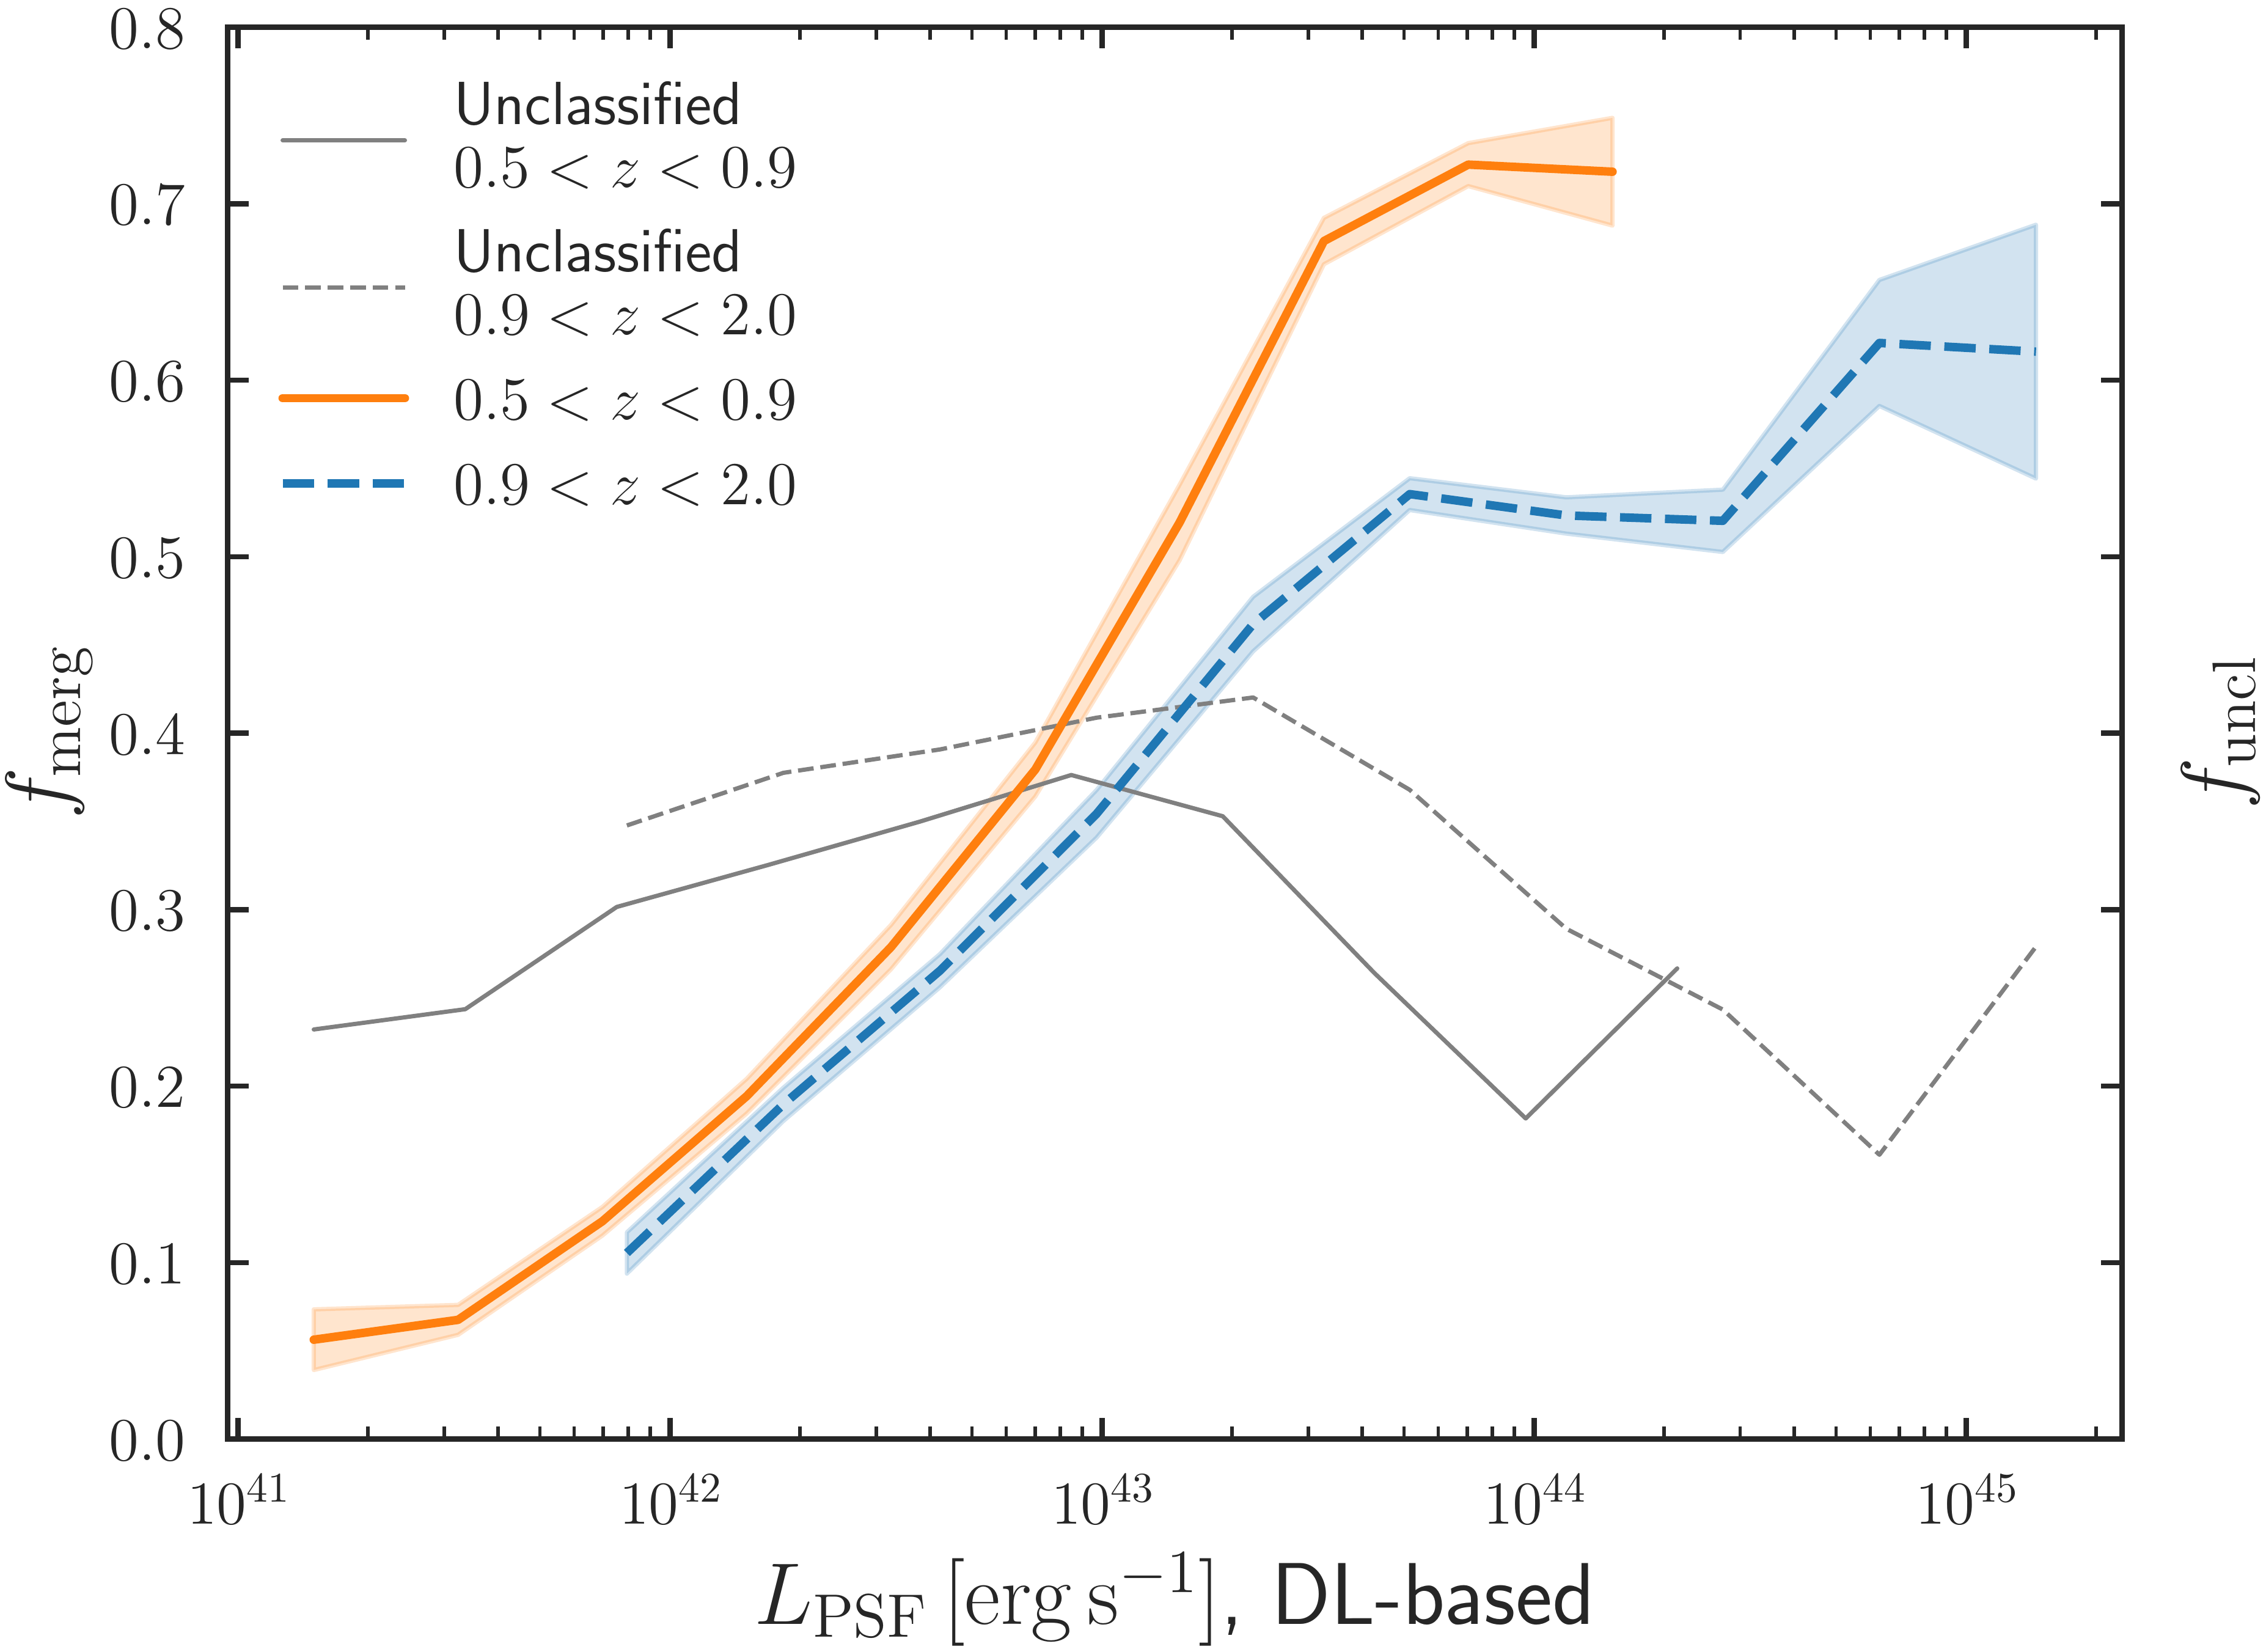 Unclassified
0.5 < z < 0.9
Unclassified
0.9 < z < 2.0
0.5 < z < 0.9
0.9 < z < 2.0
0.8
0.7
0.6
0.5
0.4
0.3
0.2
0.1
0.0
f_merg
f_uncl
10^41 10^42 10^43 10^44 10^45
L_PSF [erg s^−1], DL-based